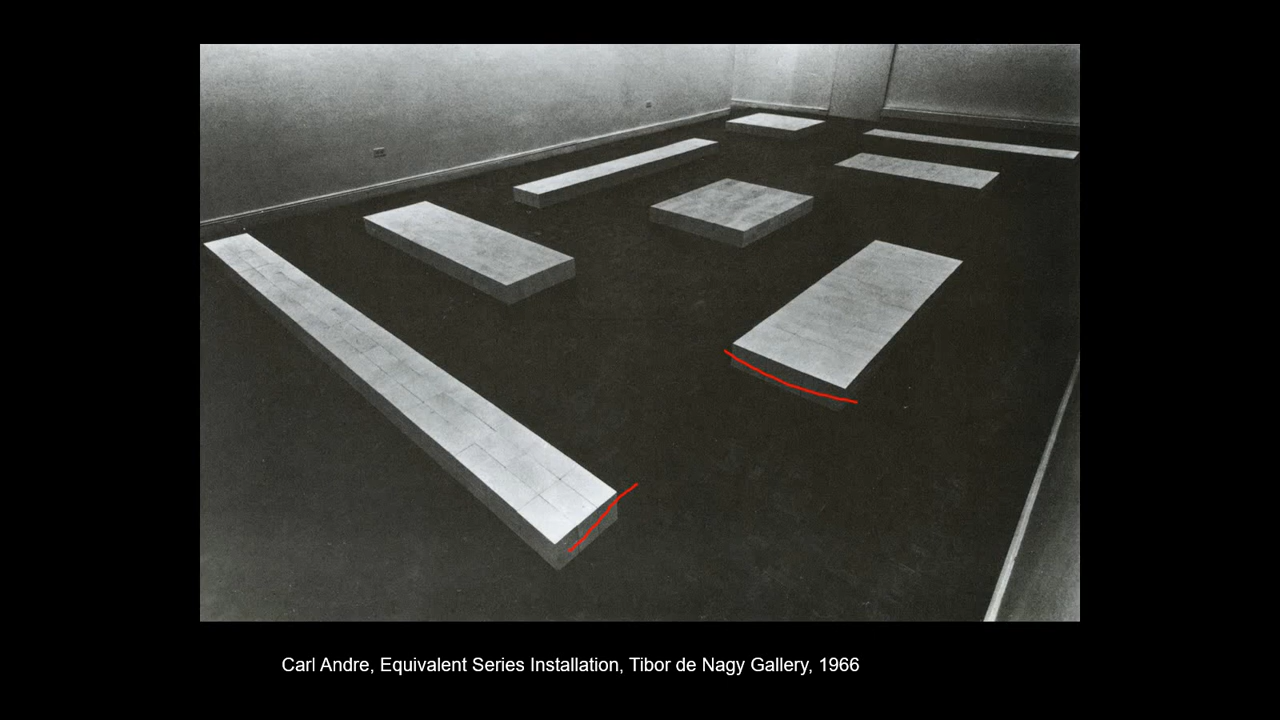 Carl Andre, Equivalent Series Installation, Tibor de Nagy Gallery, 1966